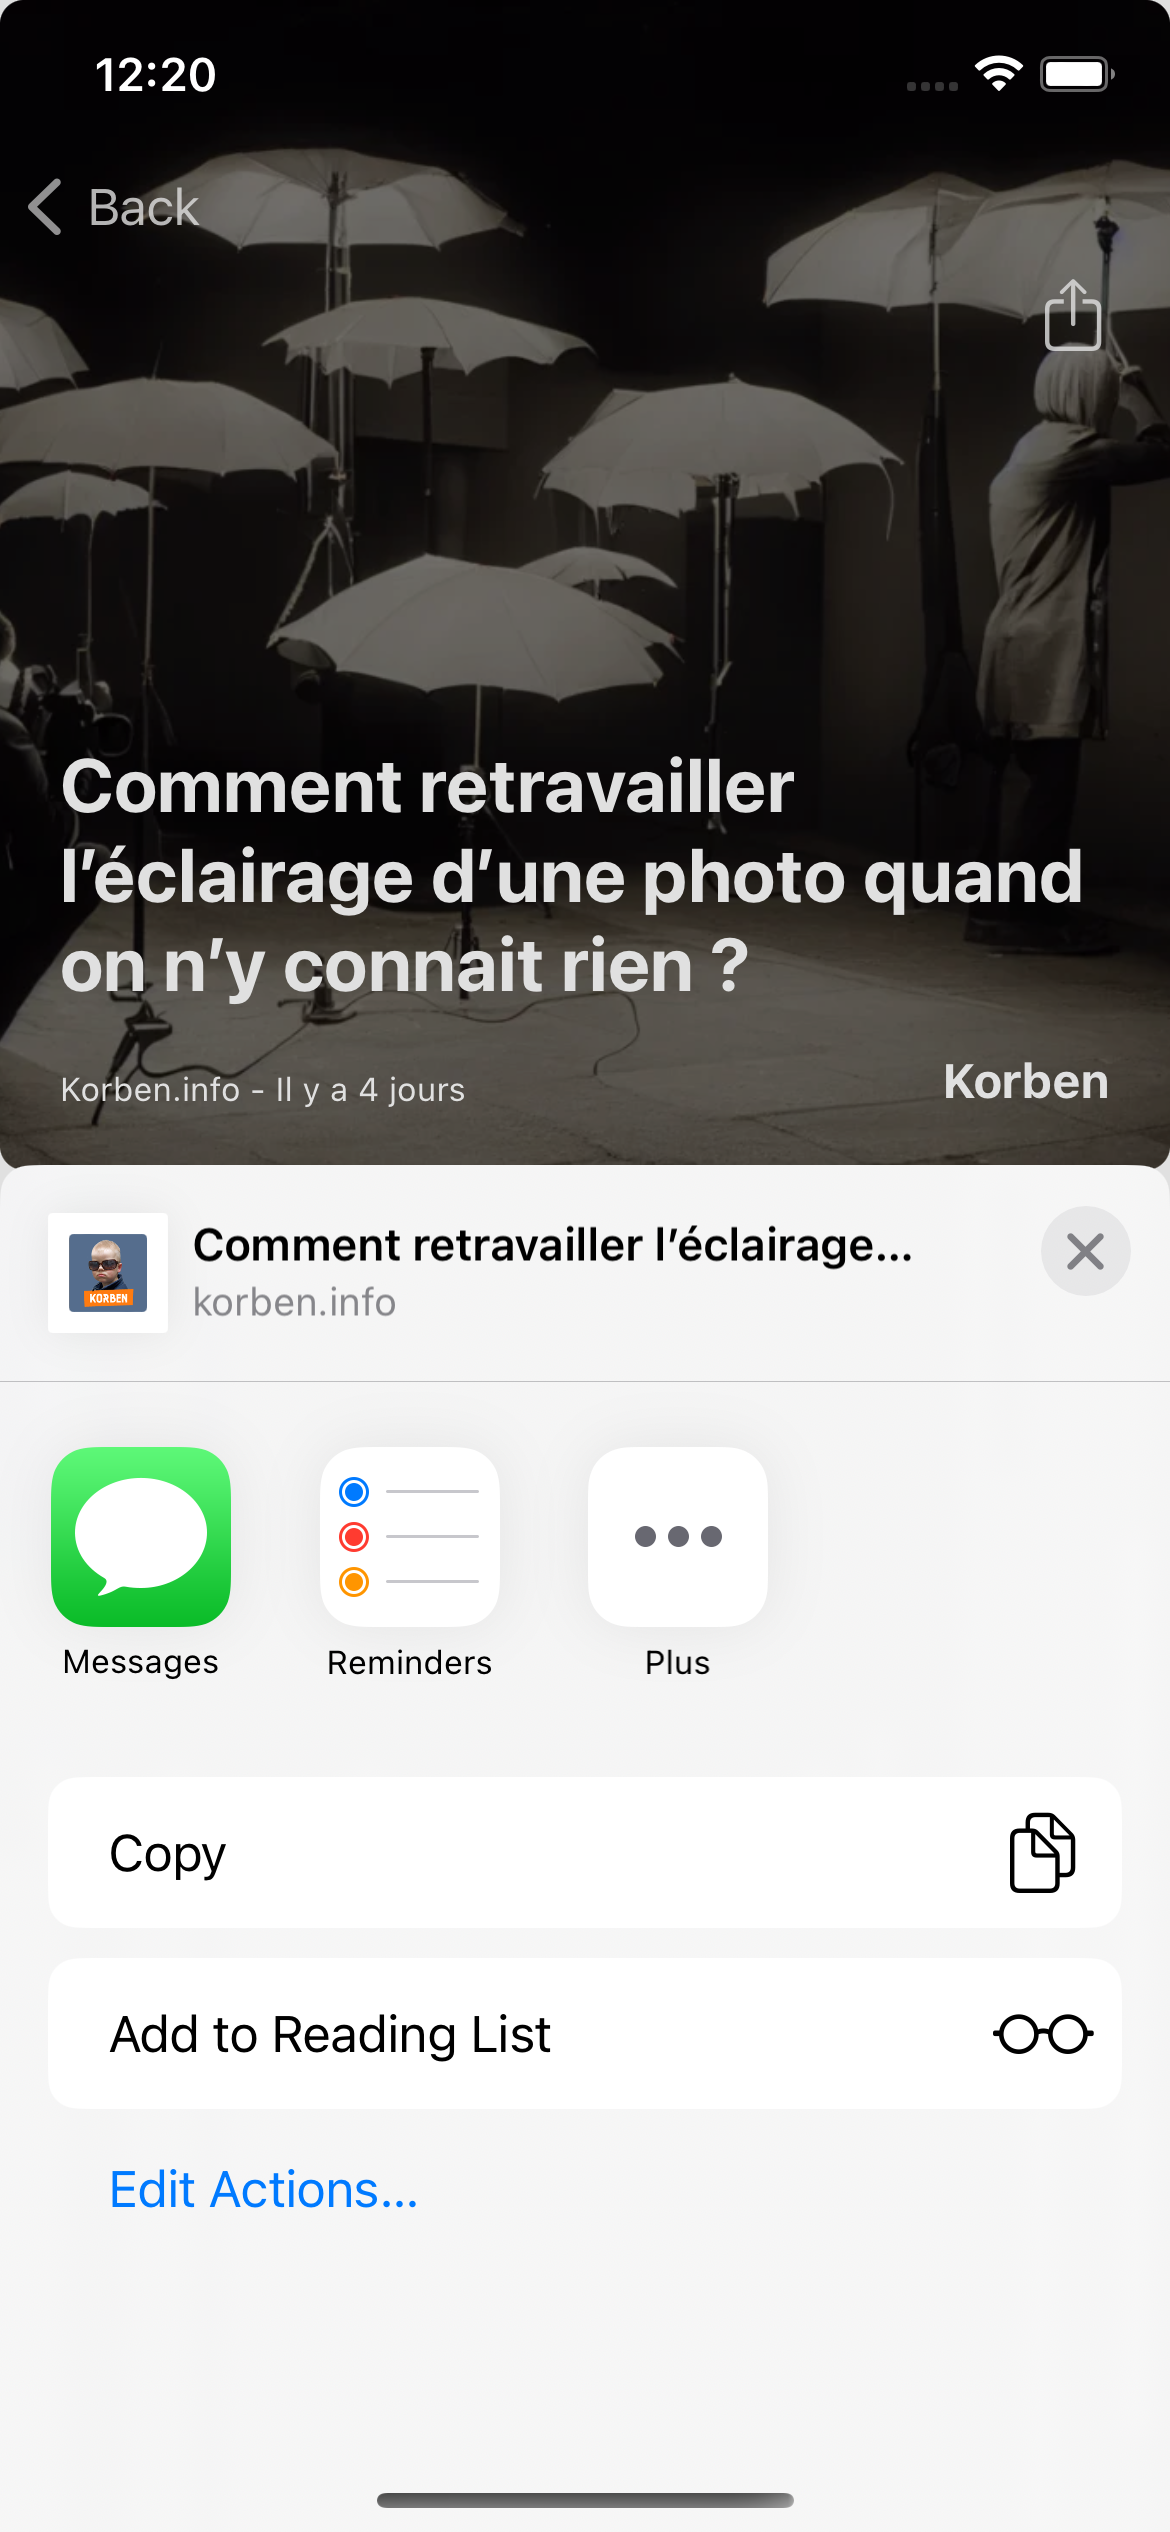 12:20
Back
Comment retravailler
l’éclairage d’une photo quand
on n’y connait rien ?
Korben.info - Il y a 4 jours
Korben
Comment retravailler l’éclairage...
korben.info
KORBEN
Messages
Reminders
Plus
Copy
Add to Reading List
Edit Actions...